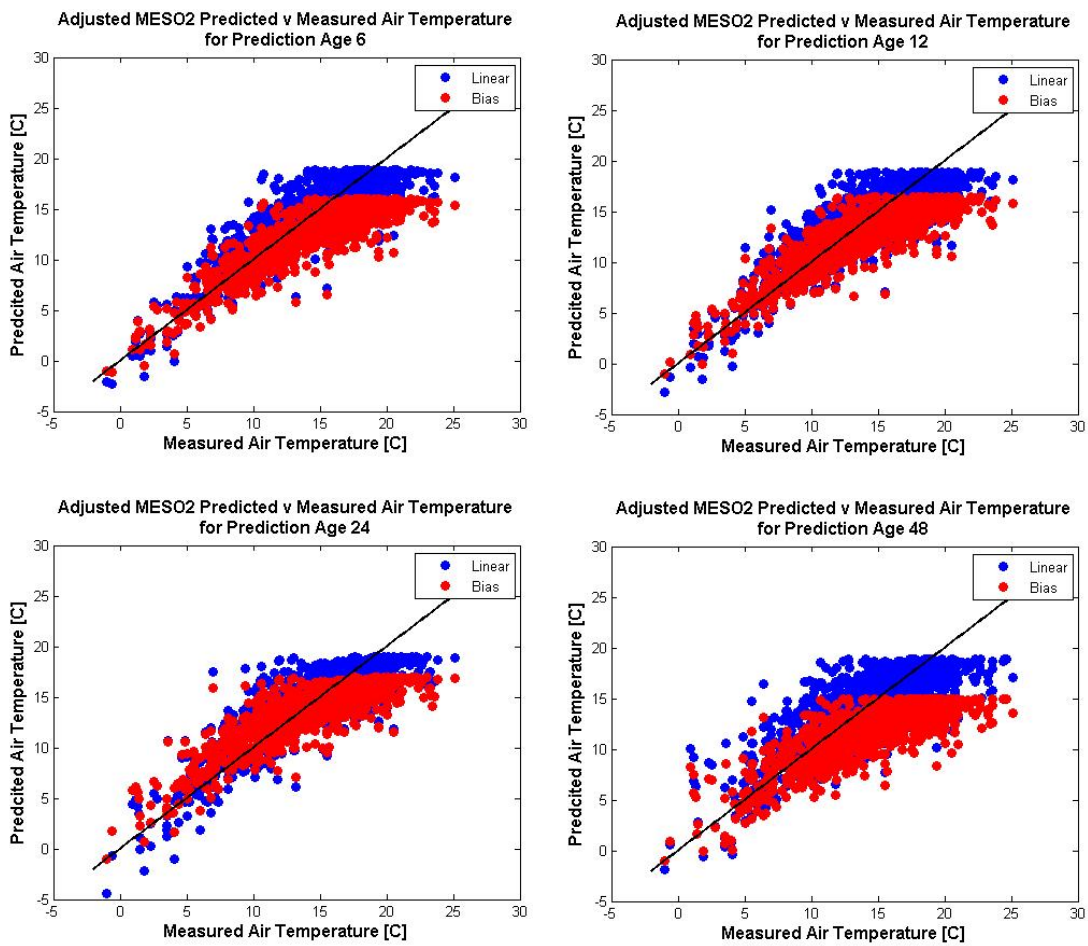 Adjusted MESO2 Predicted v Measured Air Temperature
for Prediction Age 6
30
25
20
15
10
5
0
-5
Predcited Air Temperature [C]
Linear
Bias
-5 0 5 10 15 20 25 30
Measured Air Temperature [C]
Adjusted MESO2 Predicted v Measured Air Temperature
for Prediction Age 12
30
25
20
15
10
5
0
-5
Predcited Air Temperature [C]
Linear
Bias
-5 0 5 10 15 20 25 30
Measured Air Temperature [C]
Adjusted MESO2 Predicted v Measured Air Temperature
for Prediction Age 24
30
25
20
15
10
5
0
-5
Predcited Air Temperature [C]
Linear
Bias
-5 0 5 10 15 20 25 30
Measured Air Temperature [C]
Adjusted MESO2 Predicted v Measured Air Temperature
for Prediction Age 48
30
25
20
15
10
5
0
-5
Predcited Air Temperature [C]
Linear
Bias
-5 0 5 10 15 20 25 30
Measured Air Temperature [C]